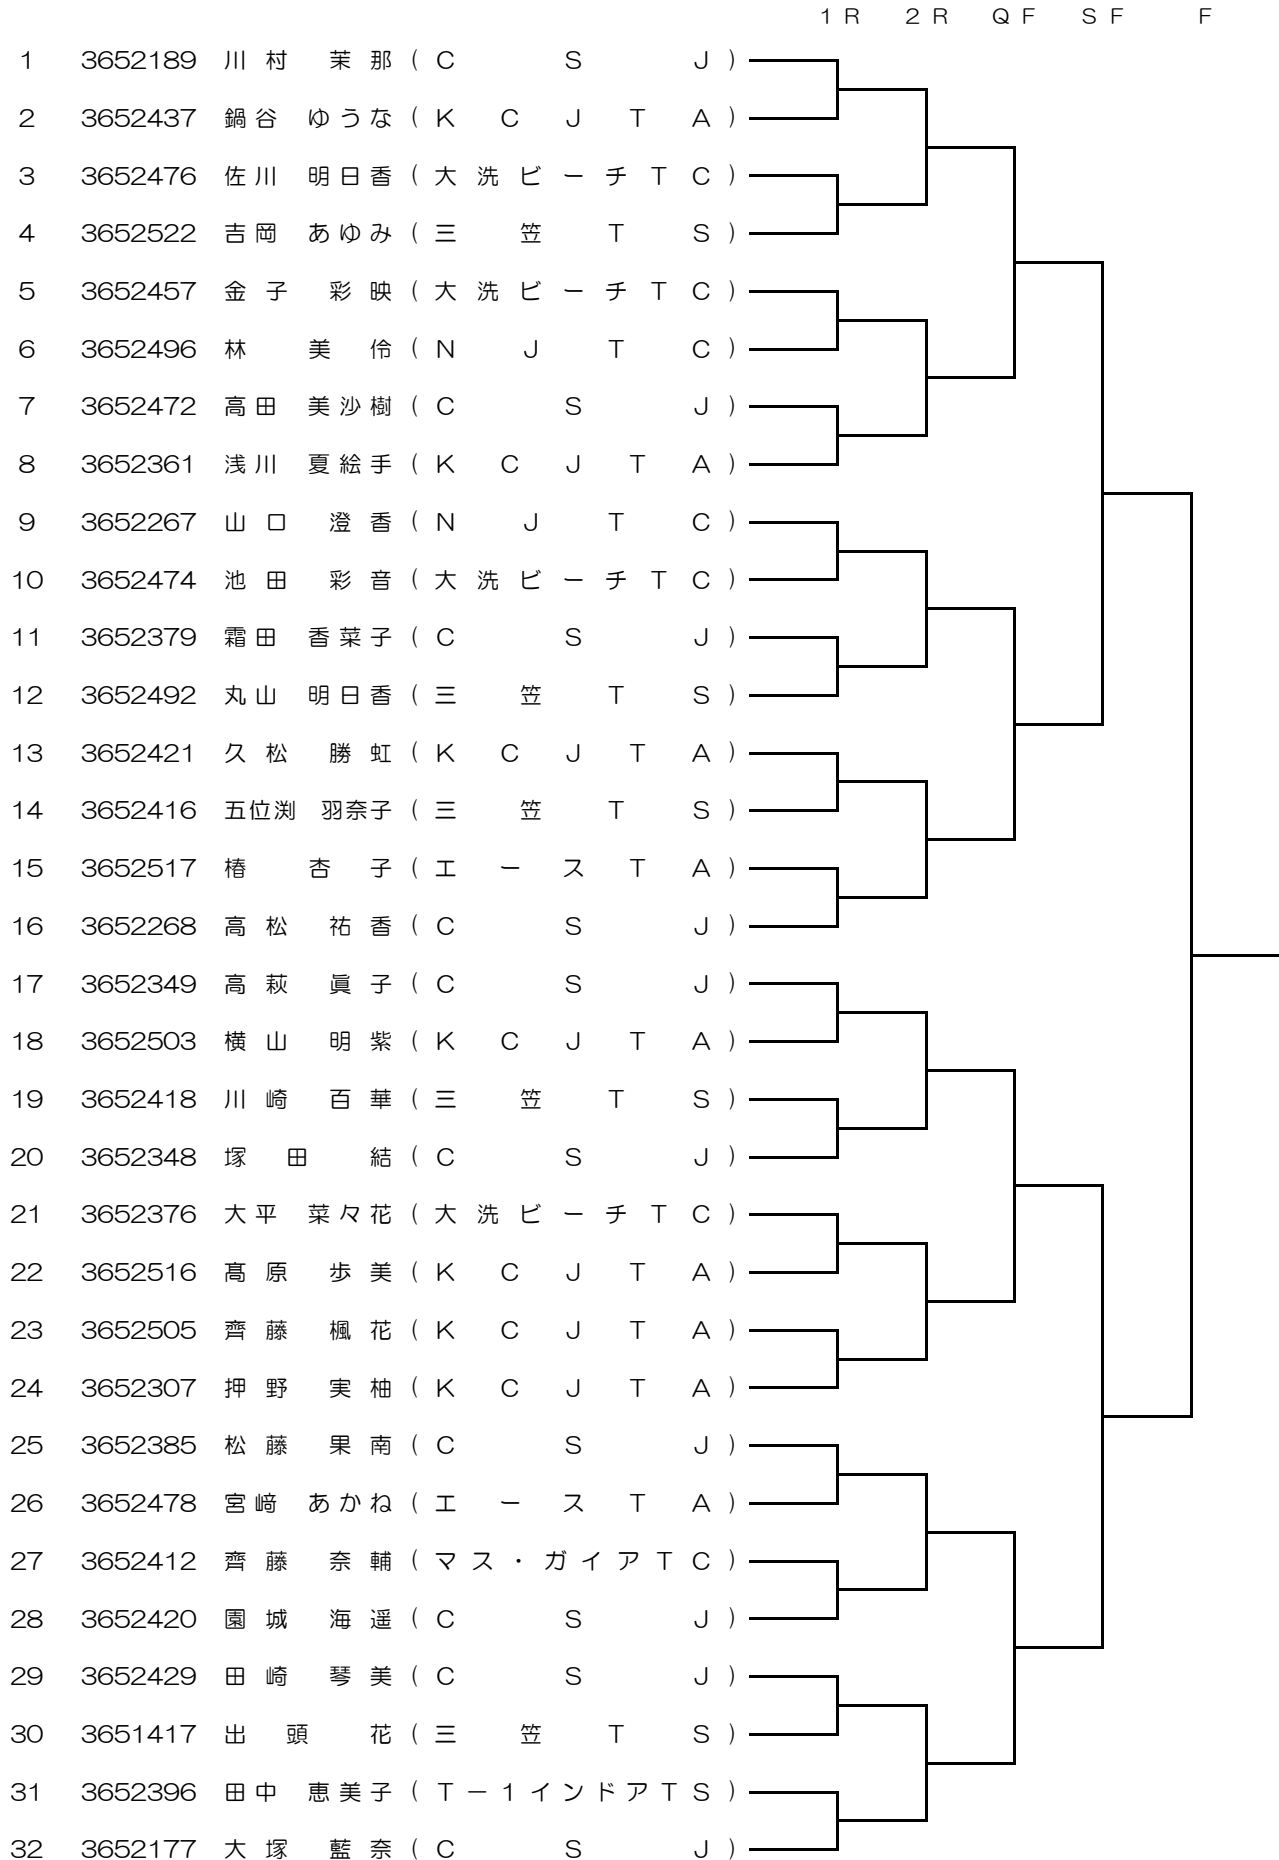 1R 2R QF SF F
1 3652189 川村 茉那 (CSJ)
2 3652437 鍋谷 ゆうな (KCJTA)
3 3652476 佐川 明日香 (大洗ビーチTC)
4 3652522 吉岡 あゆみ (三笠TS)
5 3652457 金子 彩映 (大洗ビーチTC)
6 3652496 林 美伶 (NJTC)
7 3652472 高田 美沙樹 (CSJ)
8 3652361 浅川 夏絵手 (KCJTA)
9 3652267 山口 澄香 (NJTC)
10 3652474 池田 彩音 (大洗ビーチTC)
11 3652379 霜田 香菜子 (CSJ)
12 3652492 丸山 明日香 (三笠TS)
13 3652421 久松 勝虹 (KCJTA)
14 3652416 五位渕 羽奈子 (三笠TS)
15 3652517 椿 杏子 (エースTA)
16 3652268 高松 祐香 (CSJ)
17 3652349 高萩 眞子 (CSJ)
18 3652503 横山 明紫 (KCJTA)
19 3652418 川崎 百華 (三笠TS)
20 3652348 塚田 結 (CSJ)
21 3652376 大平 菜々花 (大洗ビーチTC)
22 3652516 髙原 歩美 (KCJTA)
23 3652505 齊藤 楓花 (KCJTA)
24 3652307 押野 実柚 (KCJTA)
25 3652385 松藤 果南 (CSJ)
26 3652478 宮﨑 あかね (エースTA)
27 3652412 齊藤 奈輔 (マス・ガイアTC)
28 3652420 園城 海遥 (CSJ)
29 3652429 田崎 琴美 (CSJ)
30 3651417 出頭 花 (三笠TS)
31 3652396 田中 恵美子 (T－1インドアTS)
32 3652177 大塚 藍奈 (CSJ)